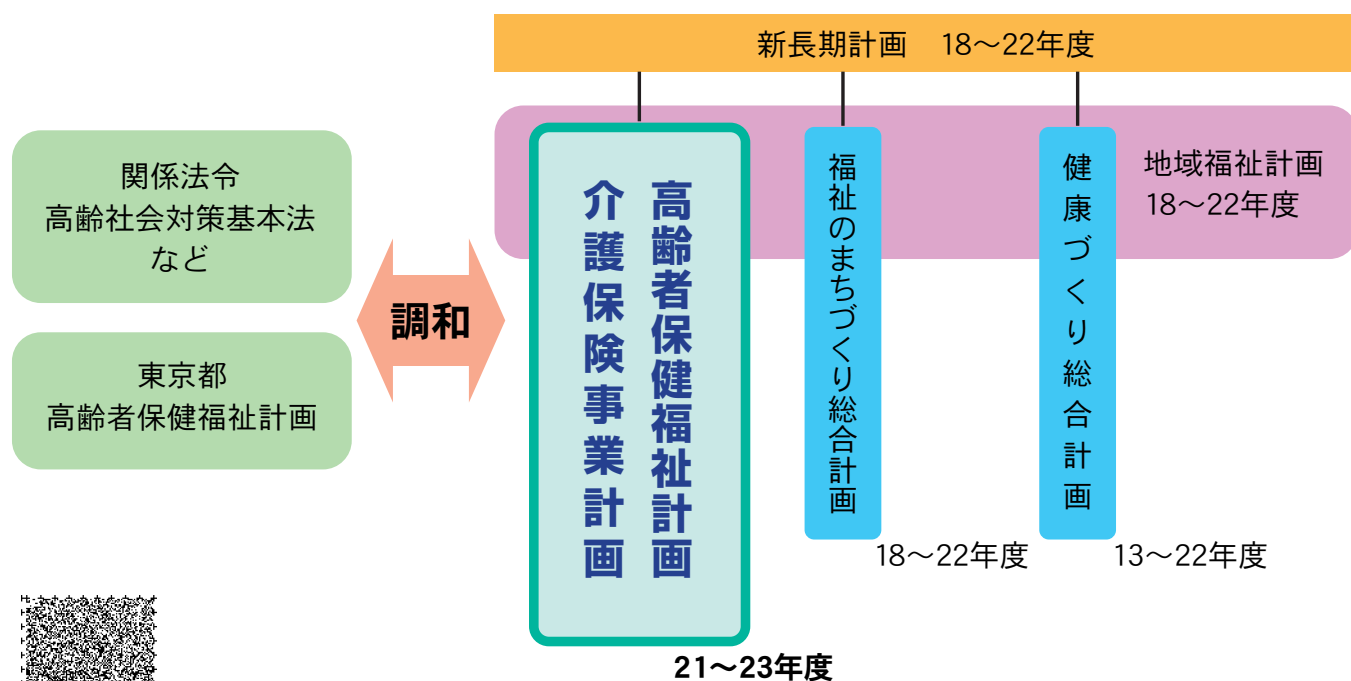 新長期計画　18～22年度
関係法令
高齢社会対策基本法
など
東京都
高齢者保健福祉計画
調和
高齢者保健福祉計画
介護保険事業計画
21～23年度
福祉のまちづくり総合計画
18～22年度
健康づくり総合計画
13～22年度
地域福祉計画
18～22年度